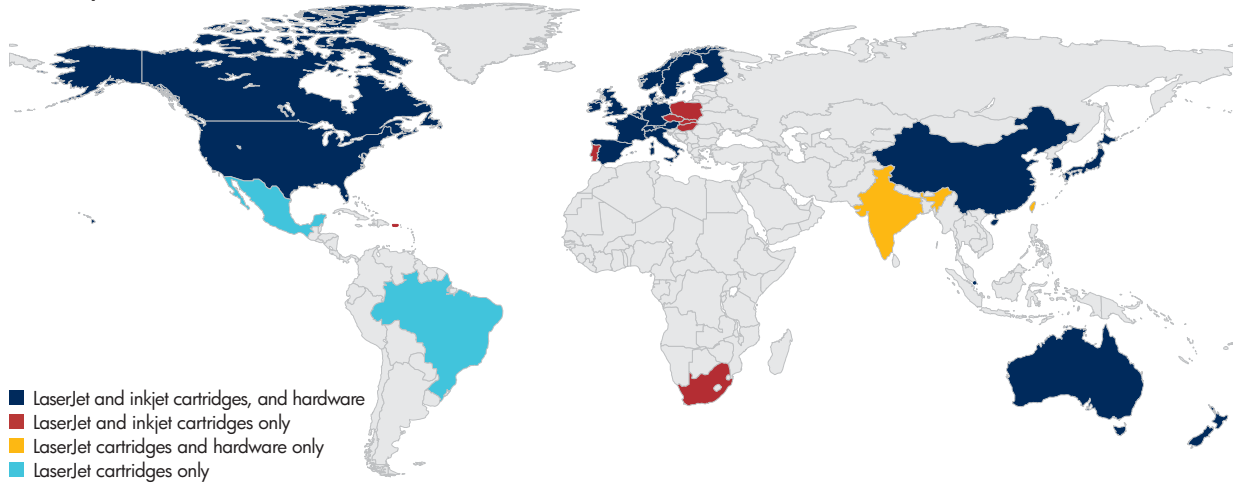 LaserJet and inkjet cartridges, and hardware
LaserJet and inkjet cartridges only
LaserJet cartridges and hardware only
LaserJet cartridges only